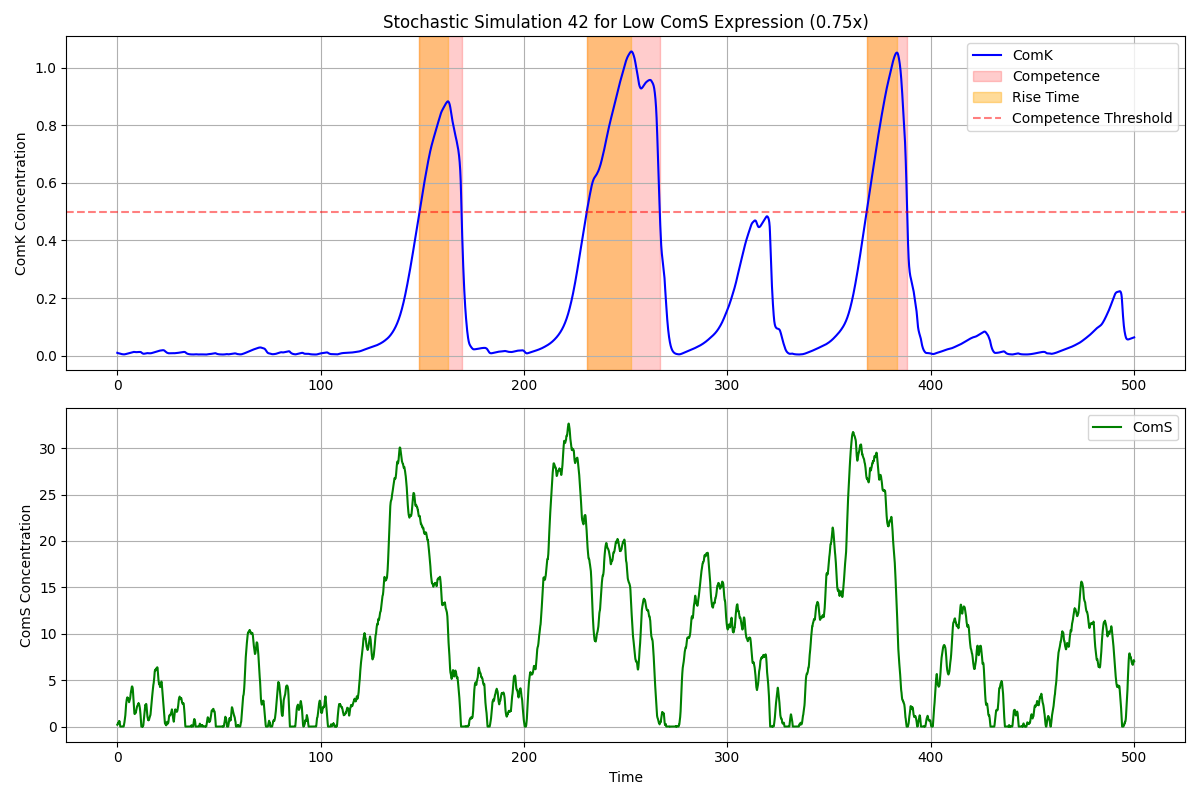 Stochastic Simulation 42 for Low ComS Expression (0.75x)
ComK Concentration
1.0
0.8
0.6
0.4
0.2
0.0
ComK
Competence
Rise Time
Competence Threshold
0 100 200 300 400 500
ComS Concentration
30
25
20
15
10
5
0
ComS
0 100 200 300 400 500
Time